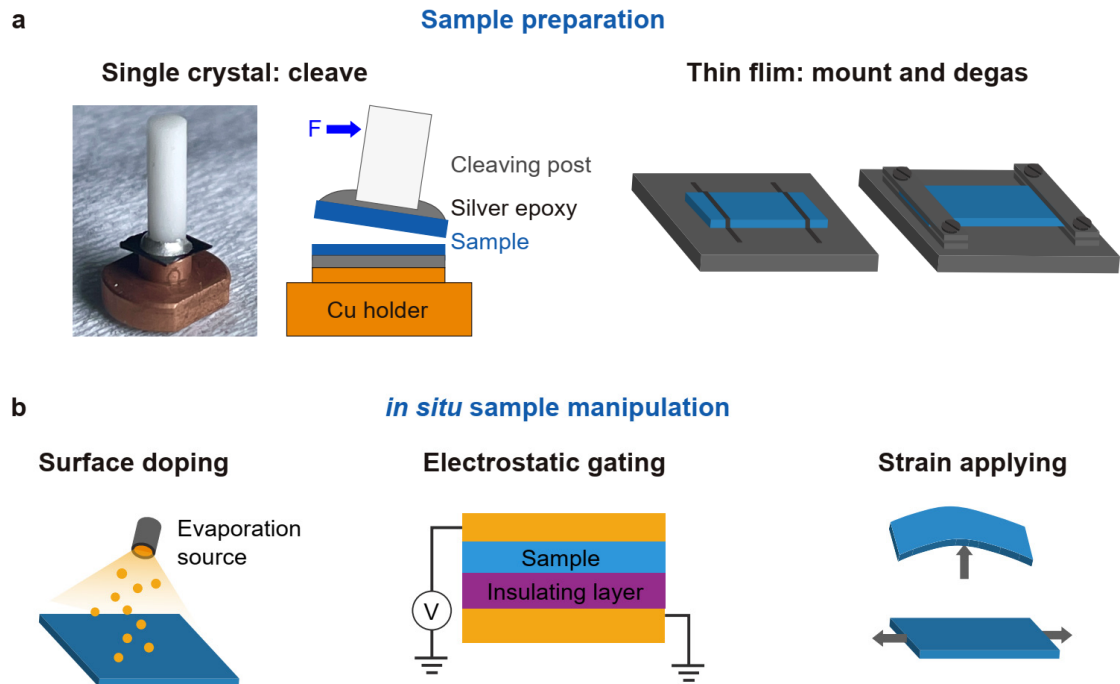 a
Sample preparation
Single crystal: cleave
Thin flim: mount and degas
F
Cleaving post
Silver epoxy
Sample
Cu holder
b
in situ sample manipulation
Surface doping
Electrostatic gating
Strain applying
Evaporation
source
Sample
Insulating layer
V